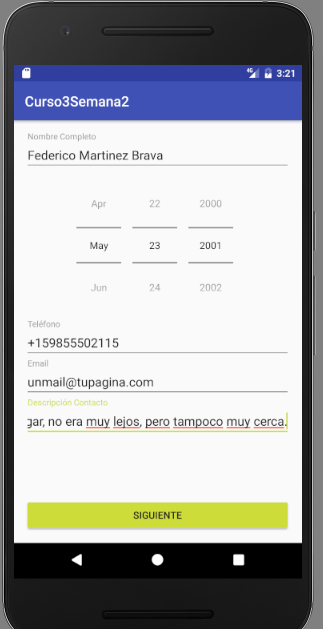 4G 3:21
Curso3Semana2
Nombre Completo
Federico Martinez Brava
Apr 22 2000
May 23 2001
Jun 24 2002
Teléfono
+159855502115
Email
unmail@tupagina.com
Descripción Contacto
gar, no era muy lejos, pero tampoco muy cerca.
SIGUIENTE